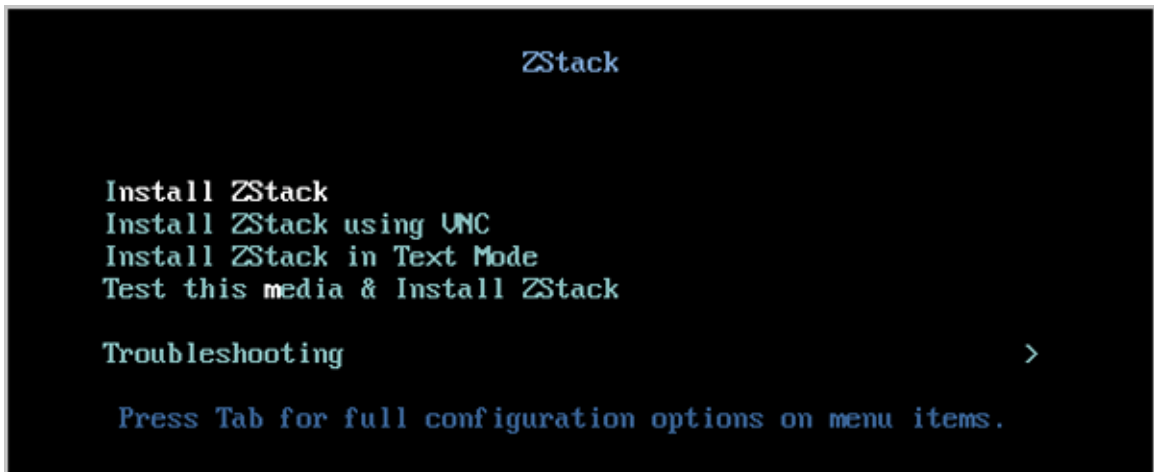 ZStack
Install ZStack
Install ZStack using VNC
Install ZStack in Text Mode
Test this media & Install ZStack
Troubleshooting >
Press Tab for full configuration options on menu items.